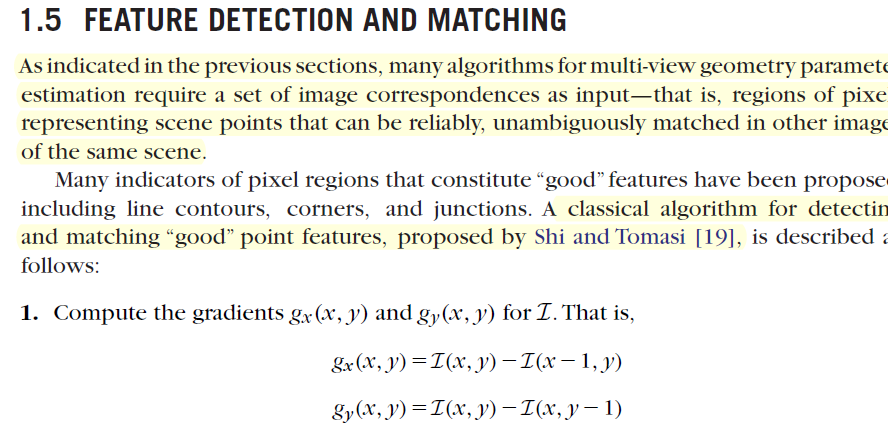 1.5 FEATURE DETECTION AND MATCHING
As indicated in the previous sections, many algorithms for multi-view geometry paramete
estimation require a set of image correspondences as input—that is, regions of pixe
representing scene points that can be reliably, unambiguously matched in other image
of the same scene.
Many indicators of pixel regions that constitute “good” features have been propose
including line contours, corners, and junctions. A classical algorithm for detectin
and matching “good” point features, proposed by Shi and Tomasi [19], is described a
follows:
1. Compute the gradients gx(x, y) and gy(x, y) for I. That is,
gx(x, y) = I(x, y) − I(x − 1, y)
gy(x, y) = I(x, y) − I(x, y − 1)